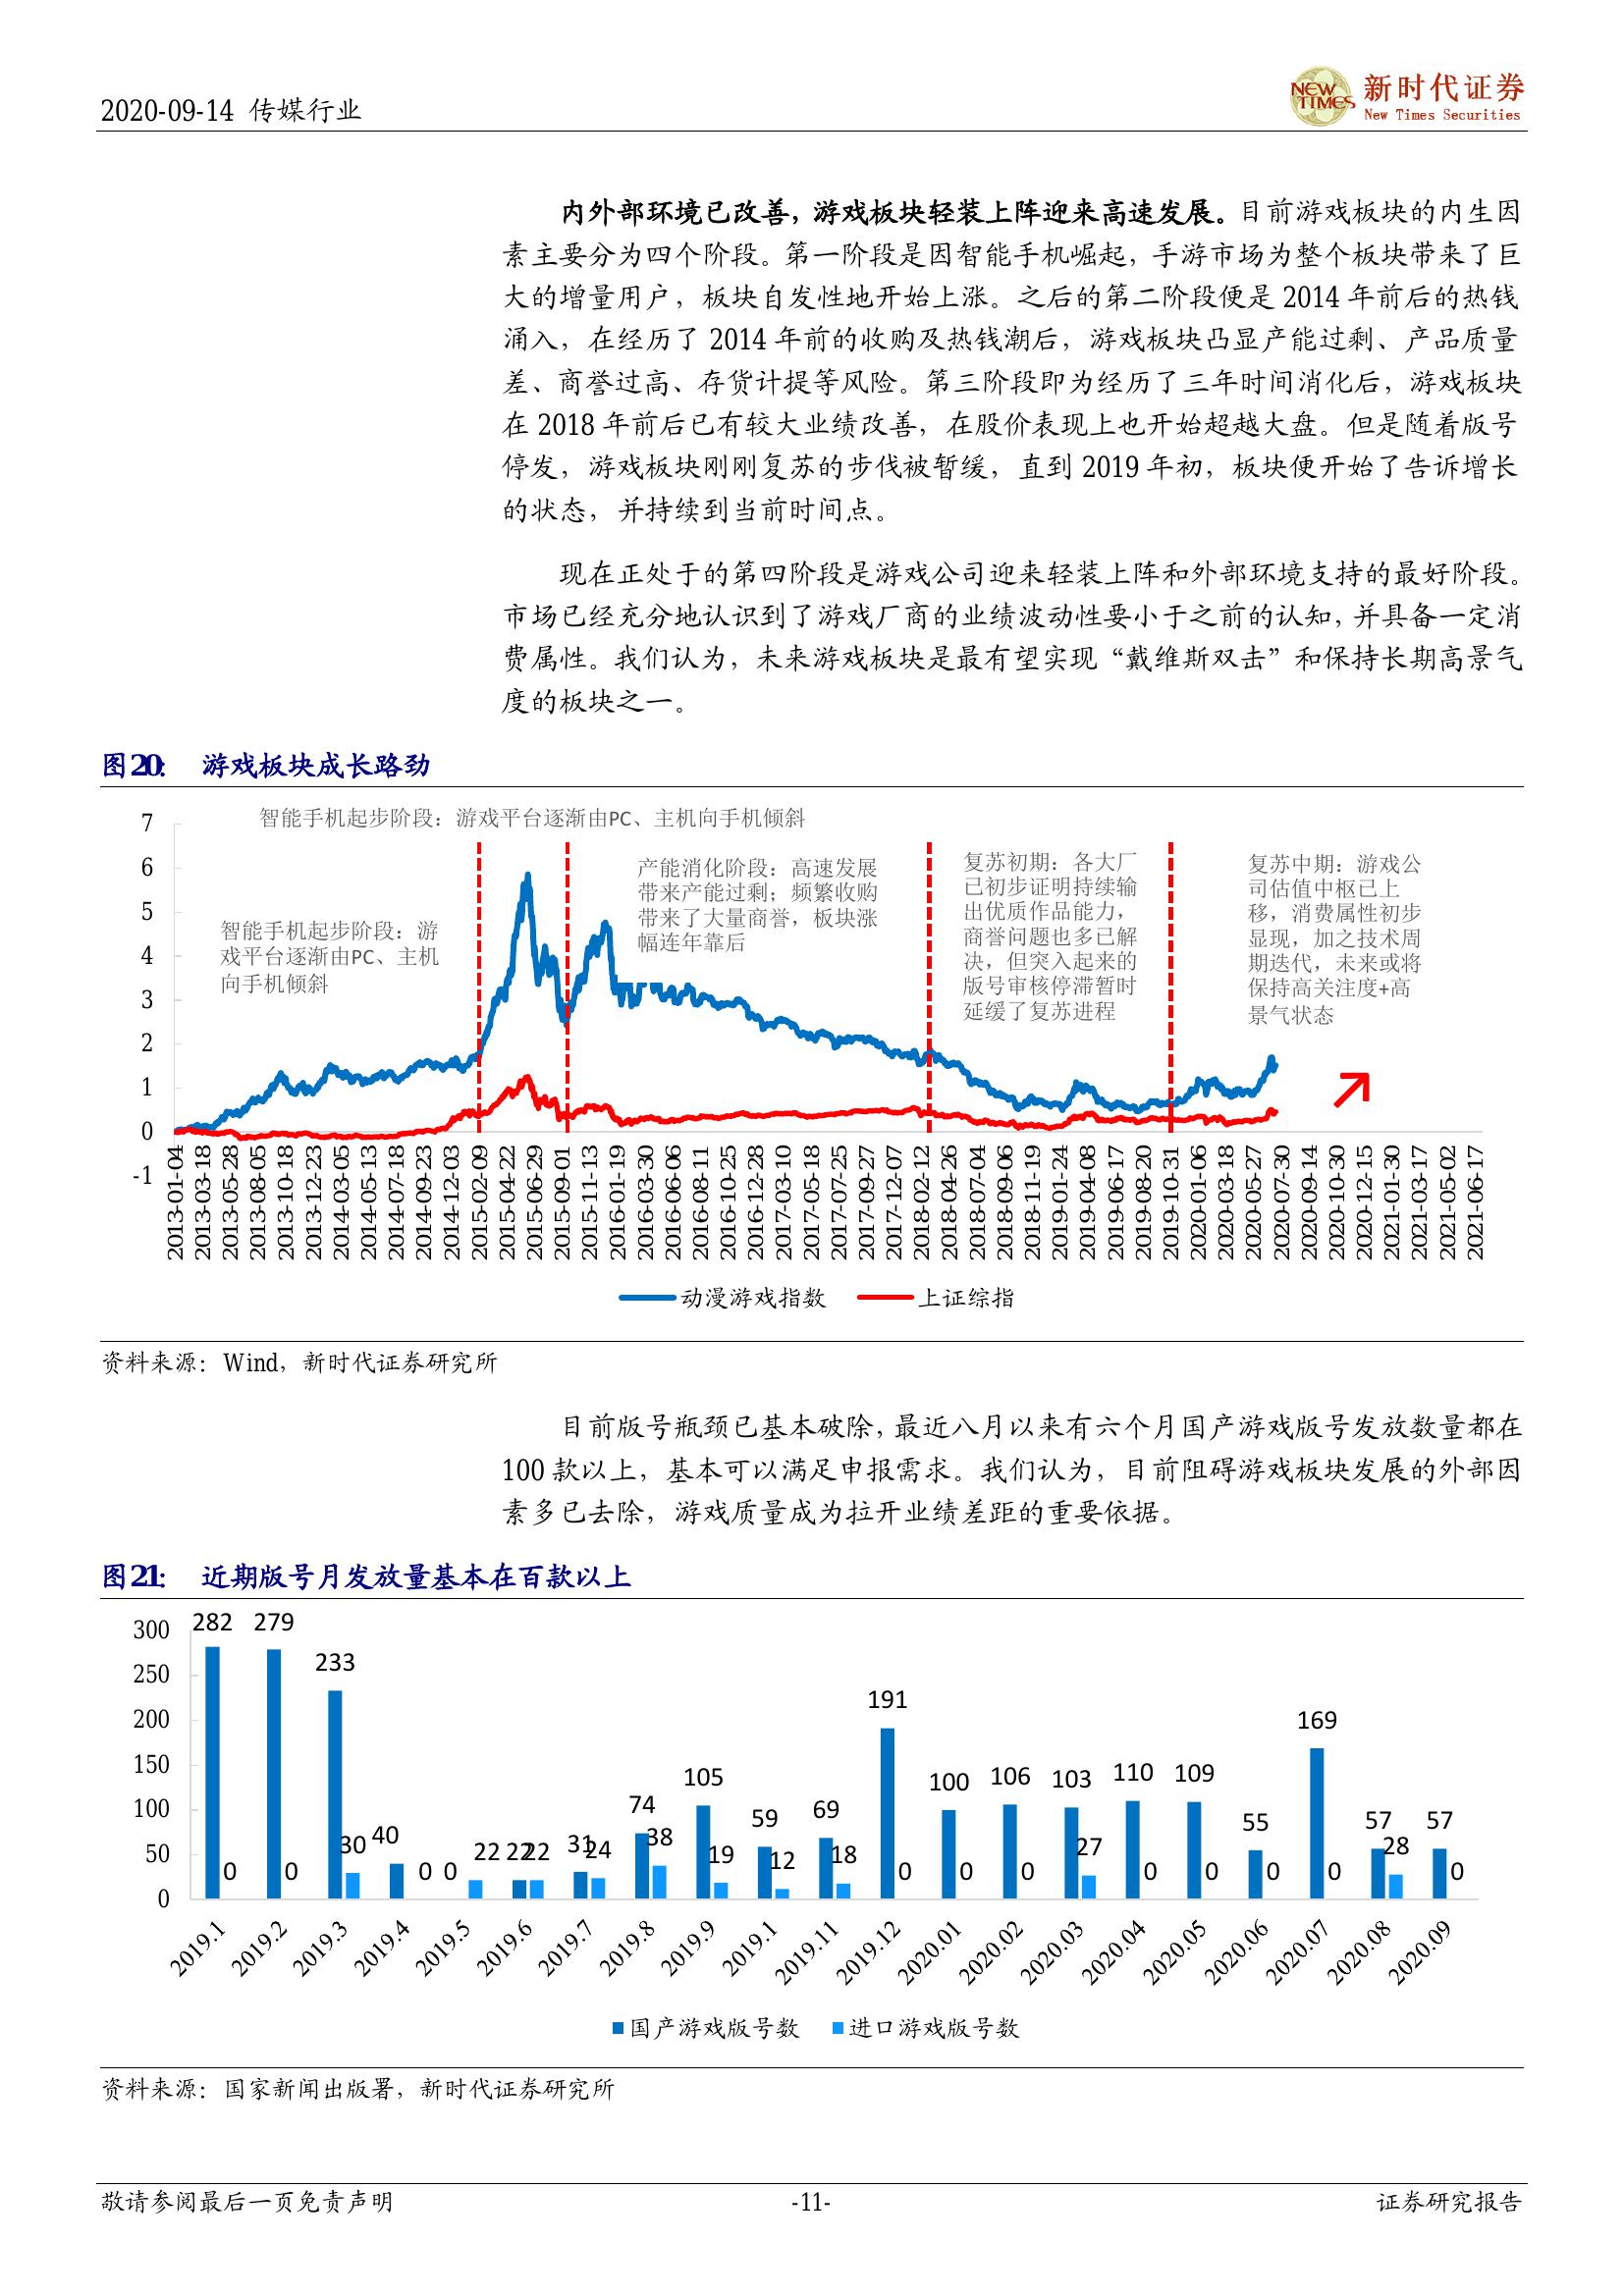 2020-09-14 传媒行业
NEW TIMES
新时代证券
New Times Securities
内外部环境已改善，游戏板块轻装上阵迎来高速发展。目前游戏板块的内生因
素主要分为四个阶段。第一阶段是因智能手机崛起，手游市场为整个板块带来了巨
大的增量用户，板块自发性地开始上涨。之后的第二阶段便是 2014 年前后的热钱
涌入，在经历了 2014 年前的收购及热钱潮后，游戏板块凸显产能过剩、产品质量
差、商誉过高、存货计提等风险。第三阶段即为经历了三年时间消化后，游戏板块
在 2018 年前后已有较大业绩改善，在股价表现上也开始超越大盘。但是随着版号
停发，游戏板块刚刚复苏的步伐被暂缓，直到 2019 年初，板块便开始了告诉增长
的状态，并持续到当前时间点。
现在正处于的第四阶段是游戏公司迎来轻装上阵和外部环境支持的最好阶段。
市场已经充分地认识到了游戏厂商的业绩波动性要小于之前的认知，并具备一定消
费属性。我们认为，未来游戏板块是最有望实现“戴维斯双击”和保持长期高景气
度的板块之一。
图20： 游戏板块成长路劲
智能手机起步阶段：游戏平台逐渐由PC、主机向手机倾斜
智能手机起步阶段：游
戏平台逐渐由PC、主机
向手机倾斜
产能消化阶段：高速发展
带来产能过剩；频繁收购
带来了大量商誉，板块涨
幅连年靠后
复苏初期：各大厂
已初步证明持续输
出优质作品能力，
商誉问题也多已解
决，但突入起来的
版号审核停滞暂时
延缓了复苏进程
复苏中期：游戏公
司估值中枢已上
移，消费属性初步
显现，加之技术周
期迭代，未来或将
保持高关注度+高
景气状态
7
6
5
4
3
2
1
0
-1
2013-01-04
2013-03-18
2013-05-28
2013-08-05
2013-10-18
2013-12-23
2014-03-05
2014-05-13
2014-07-18
2014-09-23
2014-12-03
2015-02-09
2015-04-22
2015-06-29
2015-09-01
2015-11-13
2016-01-19
2016-03-30
2016-06-06
2016-08-11
2016-10-25
2016-12-28
2017-03-10
2017-05-18
2017-07-25
2017-09-27
2017-12-07
2018-02-12
2018-04-26
2018-07-04
2018-09-06
2018-11-19
2019-01-24
2019-04-08
2019-06-17
2019-08-20
2019-10-31
2020-01-06
2020-03-18
2020-05-27
2020-07-30
2020-09-14
2020-10-30
2020-12-15
2021-01-30
2021-03-17
2021-05-02
2021-06-17
动漫游戏指数 上证综指
资料来源：Wind，新时代证券研究所
目前版号瓶颈已基本破除，最近八月以来有六个月国产游戏版号发放数量都在
100 款以上，基本可以满足申报需求。我们认为，目前阻碍游戏板块发展的外部因
素多已去除，游戏质量成为拉开业绩差距的重要依据。
图21： 近期版号月发放量基本在百款以上
300
250
200
150
100
50
0
282 0
279 0
233 30
40 0
0 22
22 22
31 24
74 38
105 19
59 12
69 18
191 0
100 0
106 0
103 27
110 0
109 0
55 0
169 0
57 28
57 0
2019.1
2019.2
2019.3
2019.4
2019.5
2019.6
2019.7
2019.8
2019.9
2019.1
2019.11
2019.12
2020.01
2020.02
2020.03
2020.04
2020.05
2020.06
2020.07
2020.08
2020.09
国产游戏版号数 进口游戏版号数
资料来源：国家新闻出版署，新时代证券研究所
敬请参阅最后一页免责声明
-11-
证券研究报告